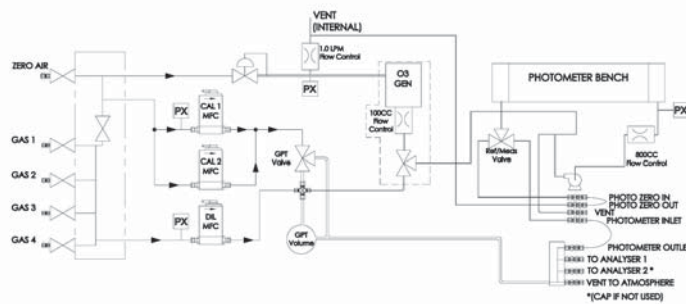 VENT
(INTERNAL)
1.0 LPM
Flow Control
ZERO AIR
PX
O3
GEN
PHOTOMETER BENCH
PX
CAL 1
MFC
100CC
Flow
Control
PX
GAS 1
GPT
Valve
Ref/Meas
Valve
800CC
Flow Control
CAL 2
MFC
GAS 2
PHOTO ZERO IN
PHOTO ZERO OUT
GAS 3
VENT
PX
DIL
MFC
PHOTOMETER INLET
GAS 4
GPT
Volume
PHOTOMETER OUTLET
TO ANALYSER 1
TO ANALYSER 2 *
VENT TO ATMOSPHERE
*(CAP IF NOT USED)